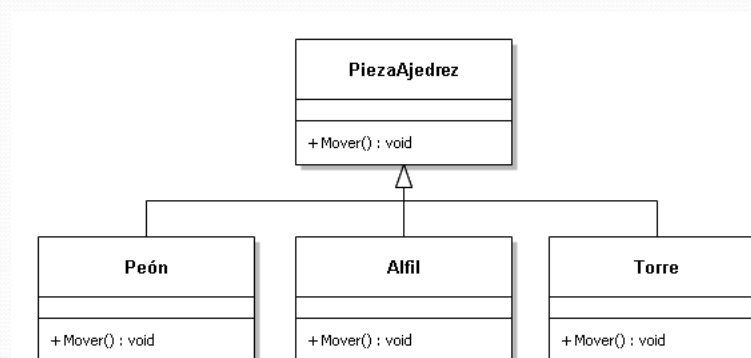 PiezaAjedrez
+ Mover() : void
Peón
Alfil
Torre
+ Mover() : void
+ Mover() : void
+ Mover() : void